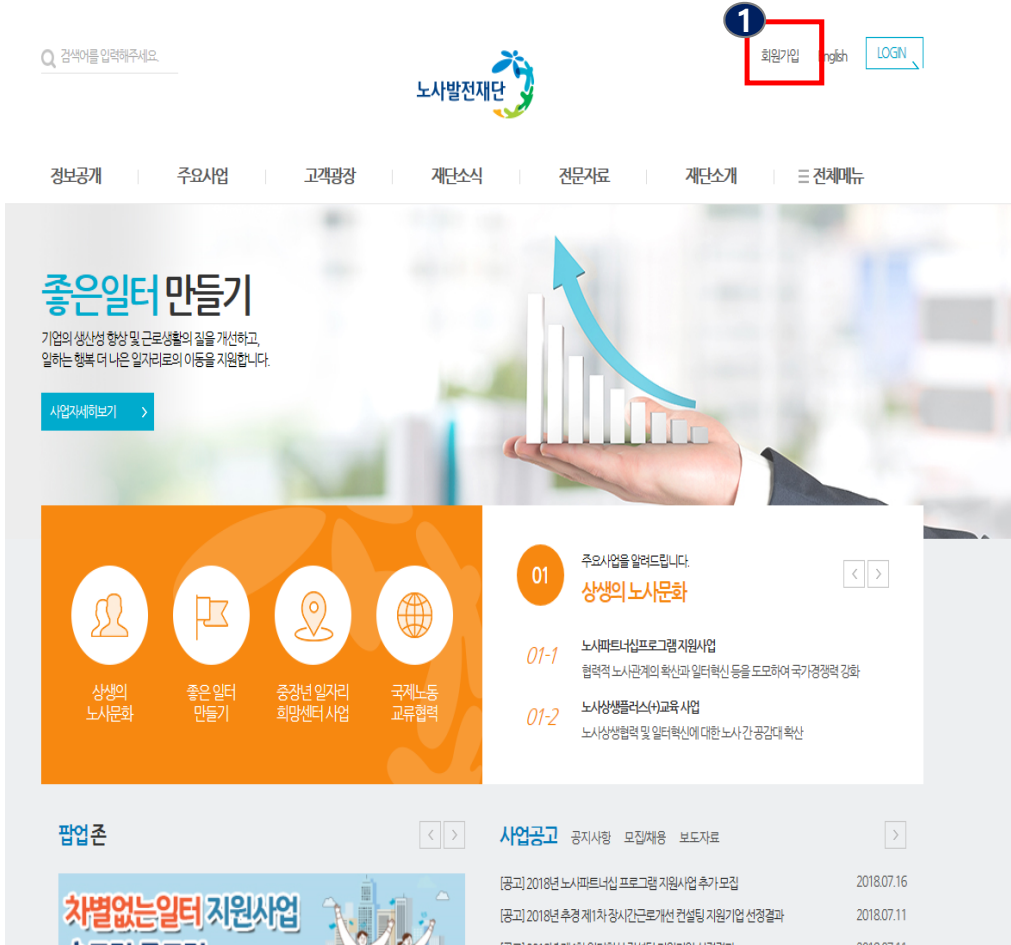 1
검색어를 입력해주세요.
노사발전재단
회원가입
English
LOGIN
정보공개
주요사업
고객광장
재단소식
전문자료
재단소개
전체메뉴
좋은일터 만들기
기업의 생산성 향상 및 근로생활의 질을 개선하고,
일하는 행복 더 나은 일자리로의 이동을 지원합니다.
사업자세히보기
상생의
노사문화
좋은 일터
만들기
중장년 일자리
희망센터 사업
국제노동
교류협력
01
주요사업을 알려드립니다.
상생의 노사문화
01-1
노사파트너십프로그램 지원사업
협력적 노사관계의 확산과 일터혁신 등을 도모하여 국가경쟁력 강화
01-2
노사상생플러스(+)교육 사업
노사상생협력 및 일터혁신에 대한 노사 간 공감대 확산
팝업존
차별없는일터 지원사업
사업공고 공지사항 모집/채용 보도자료
[공고] 2018년 노사파트너십 프로그램 지원사업 추가 모집 2018.07.16
[공고] 2018년 추경 제1차 장시간근로개선 컨설팅 지원기업 선정결과 2018.07.11